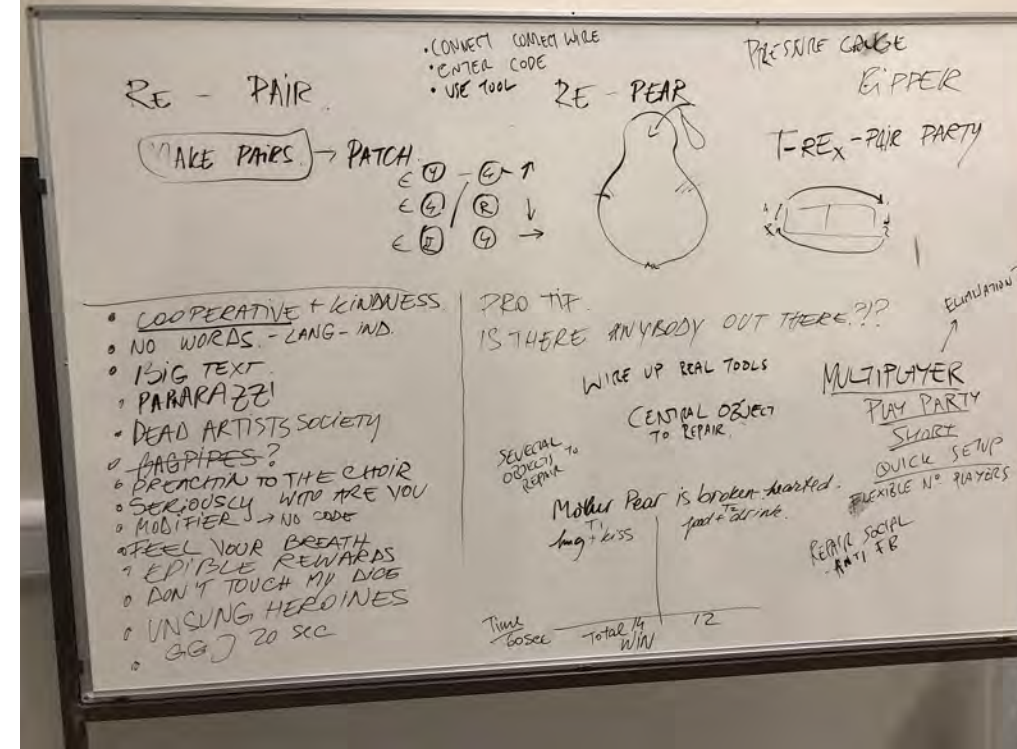 • CONNECT CONNECT WIRE
• ENTER CODE
• USE TOOL
RE - PAIR
RE - PEAR
PRESSURE GAUGE
T-REX-PAIR PARTY
MAKE PAIRS → PATCH
• COOPERATIVE + KINDNESS
• NO WORDS. - LANG-IND.
• BIG TEXT
• PAPARAZZI
• DEAD ARTISTS SOCIETY
• BAGPIPES?
• PREACHIN TO THE CHOIR
• SERIOUSLY WHO ARE YOU
• MODIFIER → NO CODE
• FEEL YOUR BREATH
• EDIBLE REWARDS
• DON'T TOUCH MY DICE
• UNSUNG HEROINES
• GGJ 20 SEC
PRO TIP.
IS THERE ANYBODY OUT THERE?!?
WIRE UP REAL TOOLS
CENTRAL OBJECT
TO REPAIR.
SEVERAL
OBJECTS TO
REPAIR
Mother Pear is broken-hearted.
T1
hug + kiss
T2
food + drink.
Time
60sec
Total 14
WIN
12
ELIMINATION
MULTIPLAYER
PLAY PARTY
SHORT
QUICK SETUP
FLEXIBLE Nº PLAYERS
REPAIR SOCIAL
- ANTI FB